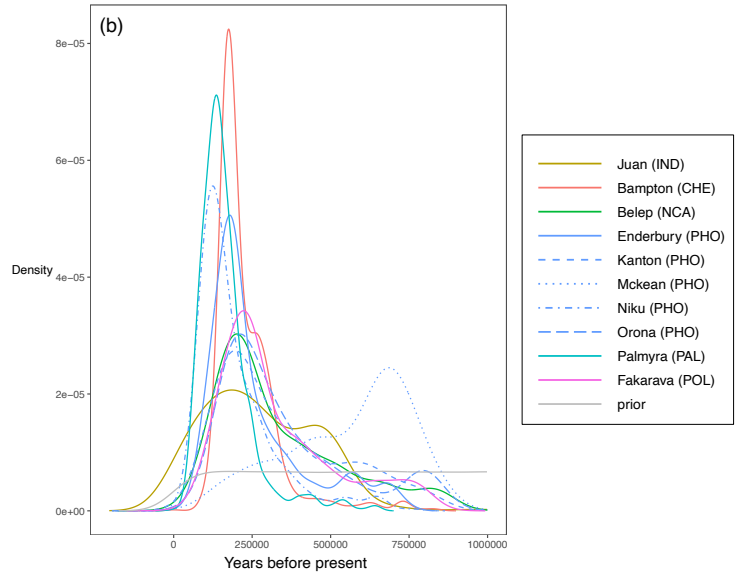 (b)
8e−05
6e−05
4e−05
2e−05
0e+00
Density
0
250000
500000
750000
1000000
Years before present
Juan (IND)
Bampton (CHE)
Belep (NCA)
Enderbury (PHO)
Kanton (PHO)
Mckean (PHO)
Niku (PHO)
Orona (PHO)
Palmyra (PAL)
Fakarava (POL)
prior